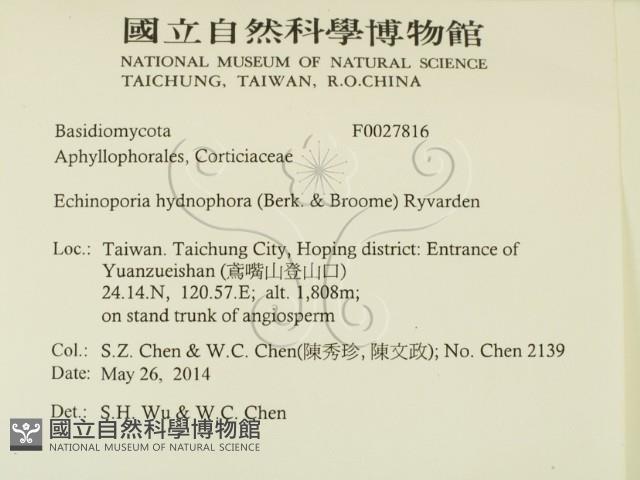 國立自然科學博物館
NATIONAL MUSEUM OF NATURAL SCIENCE
TAICHUNG, TAIWAN, R.O.CHINA
Basidiomycota F0027816
Aphyllophorales, Corticiaceae
Echinoporia hydnophora (Berk. & Broome) Ryvarden
Loc.: Taiwan. Taichung City, Hoping district: Entrance of
Yuanzueishan (鳶嘴山登山口)
24.14.N, 120.57.E; alt. 1,808m;
on stand trunk of angiosperm
Col.: S.Z. Chen & W.C. Chen(陳秀珍, 陳文政); No. Chen 2139
Date: May 26, 2014
Det.: S.H. Wu & W.C. Chen
國立自然科學博物館
NATIONAL MUSEUM OF NATURAL SCIENCE